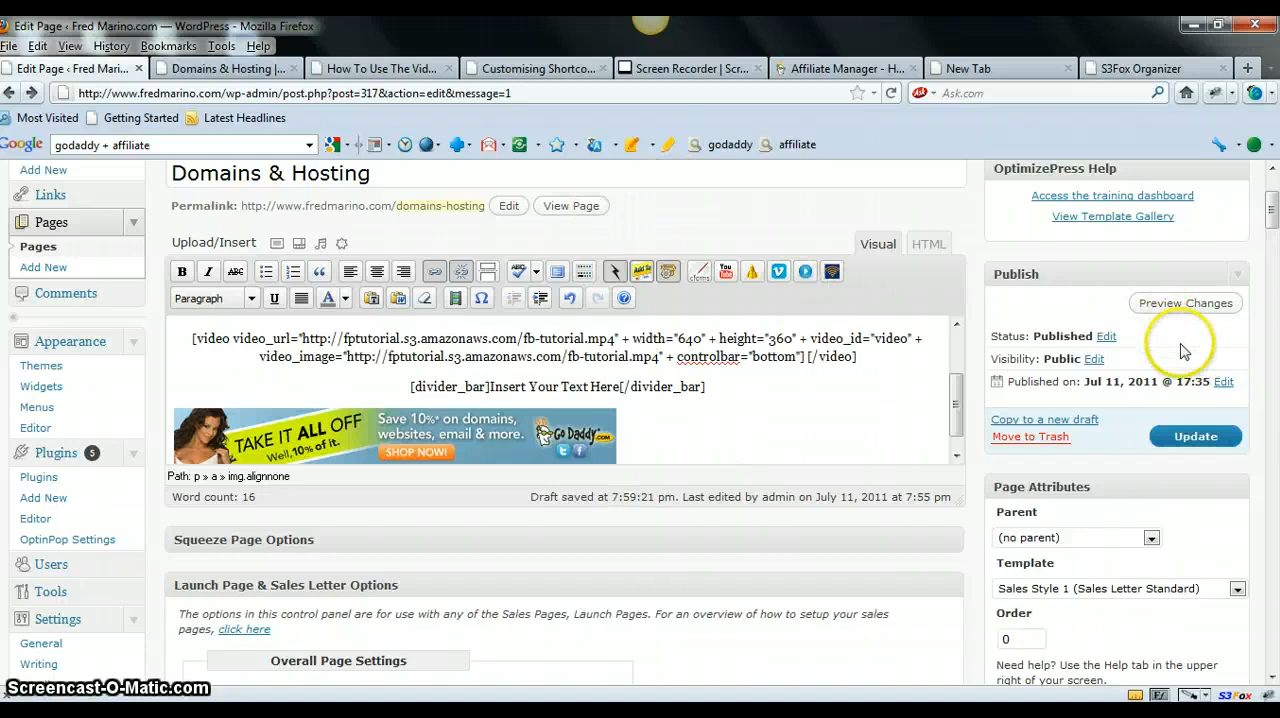 Edit Page ‹ Fred Marino.com — WordPress - Mozilla Firefox
File Edit View History Bookmarks Tools Help
Edit Page ‹ Fred Marino.com — W... Domains & Hosting |... How To Use The Vid... Customising Shortco... Screen Recorder | Scr... Affiliate Manager - H... New Tab S3Fox Organizer
http://www.fredmarino.com/wp-admin/post.php?post=317&action=edit&message=1 Ask Ask.com
Most Visited Getting Started Latest Headlines
Google godaddy + affiliate godaddy affiliate
Add New
Links
Pages
Pages
Add New
Comments
Appearance
Themes
Widgets
Menus
Editor
Plugins 5
Plugins
Add New
Editor
OptinPop Settings
Users
Tools
Settings
General
Writing
Domains & Hosting
Permalink: http://www.fredmarino.com/domains-hosting Edit View Page
Upload/Insert Visual HTML
B I ABC
Paragraph U A
[video video_url="http://fptutorial.s3.amazonaws.com/fb-tutorial.mp4" + width="640" + height="360" + video_id="video" +
video_image="http://fptutorial.s3.amazonaws.com/fb-tutorial.mp4" + controlbar="bottom"] [/video]
[divider_bar]Insert Your Text Here[/divider_bar]
TAKE IT ALL OFF
Well, 10% of it.
Save 10%* on domains,
websites, email & more.
SHOP NOW!
Go Daddy.com
Path: p » a » img.alignnone
Word count: 16 Draft saved at 7:59:21 pm. Last edited by admin on July 11, 2011 at 7:55 pm
Squeeze Page Options
Launch Page & Sales Letter Options
The options in this control panel are for use with any of the Sales Pages, Launch Pages. For an overview of how to setup your sales
pages, click here
Overall Page Settings
OptimizePress Help
Access the training dashboard
View Template Gallery
Publish
Preview Changes
Status: Published Edit
Visibility: Public Edit
Published on: Jul 11, 2011 @ 17:35 Edit
Copy to a new draft
Move to Trash Update
Page Attributes
Parent
(no parent)
Template
Sales Style 1 (Sales Letter Standard)
Order
0
Need help? Use the Help tab in the upper
right of your screen.
Screencast-O-Matic.com
S3Fox